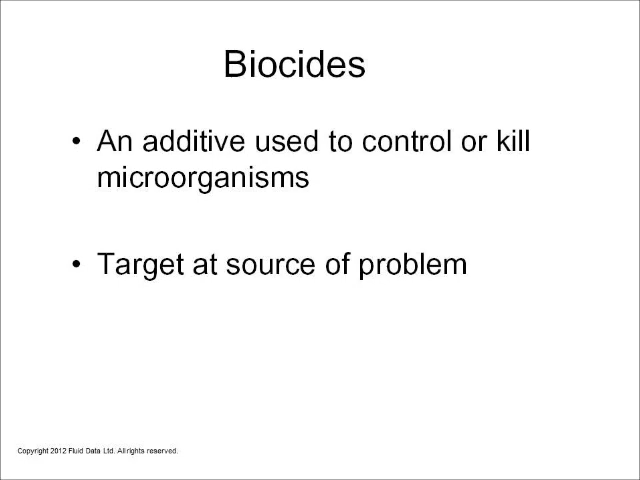 Biocides
• An additive used to control or kill
microorganisms
• Target at source of problem
Copyright 2012 Fluid Data Ltd. All rights reserved.